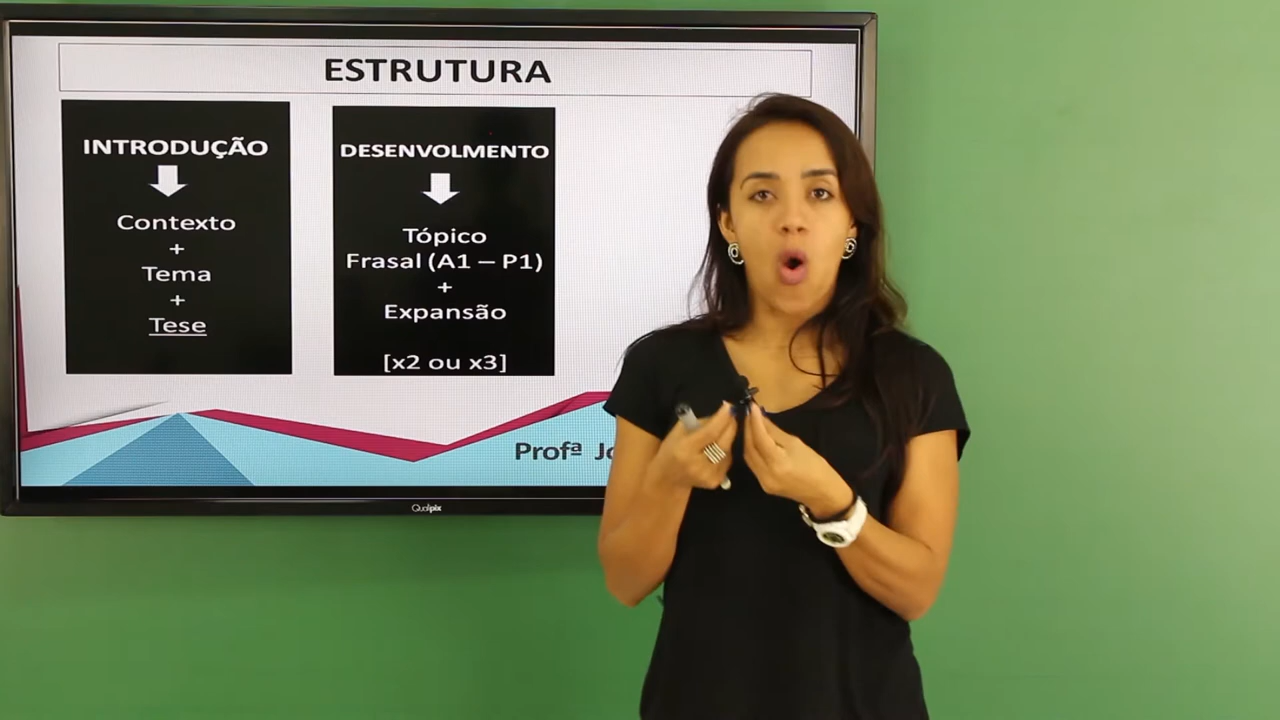 ESTRUTURA
INTRODUÇÃO
Contexto
+
Tema
+
Tese
DESENVOLMENTO
Tópico
Frasal (A1 – P1)
+
Expansão
[x2 ou x3]
Profª
Qualpix